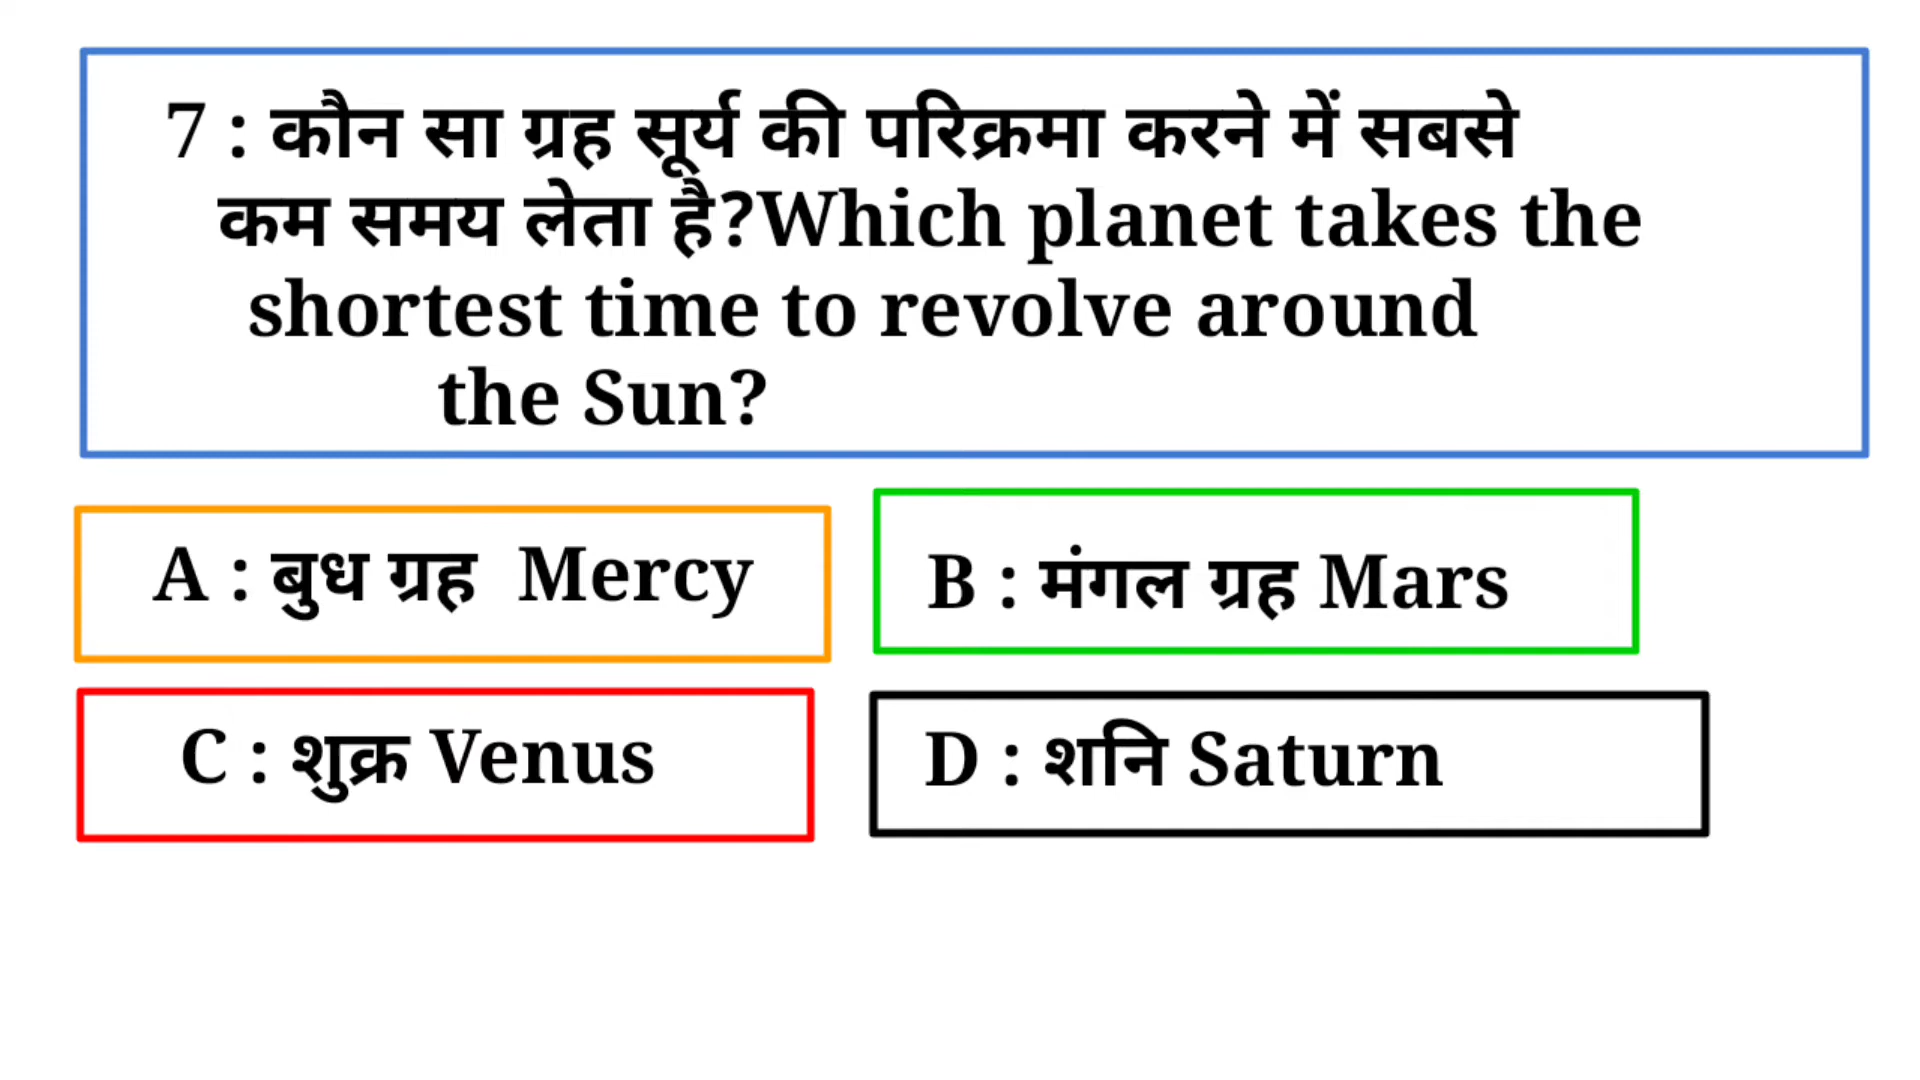 7 : कौन सा ग्रह सूर्य की परिक्रमा करने में सबसे
कम समय लेता है?Which planet takes the
shortest time to revolve around
the Sun?
A : बुध ग्रह Mercy
B : मंगल ग्रह Mars
C : शुक्र Venus
D : शनि Saturn